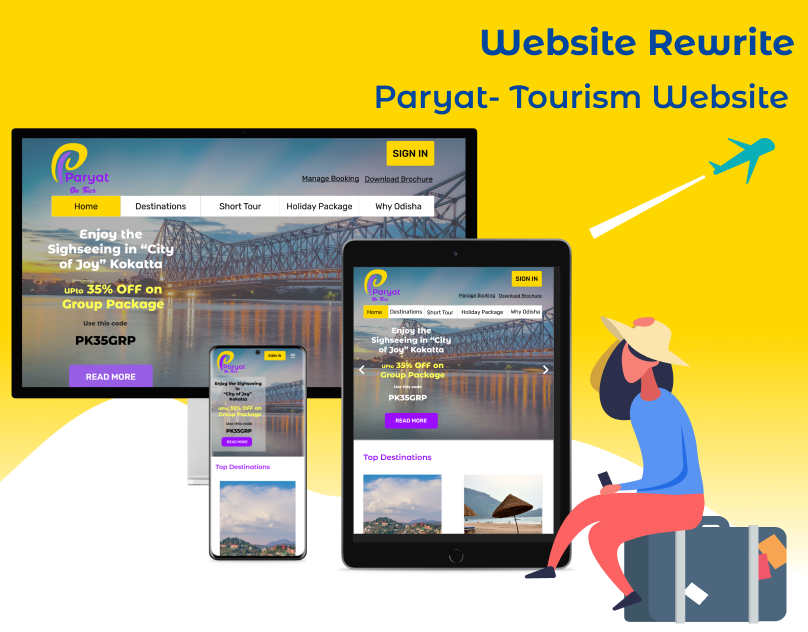 Website Rewrite
Paryat- Tourism Website
Paryat
On Tour
SIGN IN
Manage Booking Download Brochure
Home Destinations Short Tour Holiday Package Why Odisha
Enjoy the
Sighseeing in “City
of Joy” Kokatta
UPto 35% OFF on
Group Package
Use this code
PK35GRP
READ MORE
Paryat
On Tour
SIGN IN
Enjoy the Sighseeing
in
“City of Joy”
Kokatta
UPto 35% OFF on
Group Package
Use this code
PK35GRP
READ MORE
Top Destinations
Paryat
On Tour
SIGN IN
Manage Booking Download Brochure
Home Destinations Short Tour Holiday Package Why Odisha
Enjoy the
Sighseeing in “City
of Joy” Kokatta
UPto 35% OFF on
Group Package
Use this code
PK35GRP
READ MORE
Top Destinations